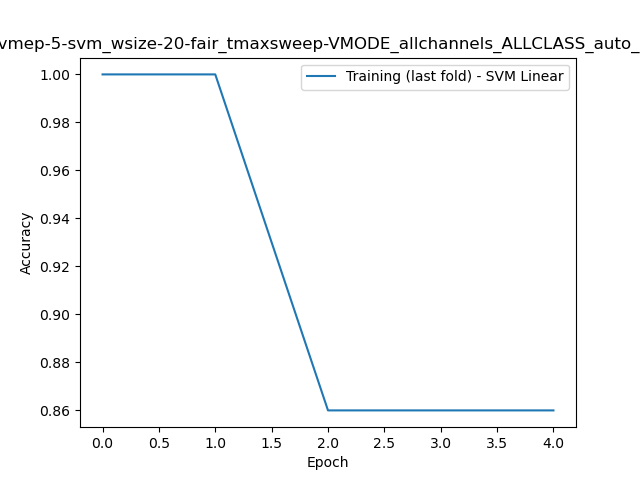 vmep-5-svm_wsize-20-fair_tmaxsweep-VMODE_allchannels_ALLCLASS_auto_
Training (last fold) - SVM Linear
1.00
0.98
0.96
0.94
0.92
0.90
0.88
0.86
Accuracy
0.0 0.5 1.0 1.5 2.0 2.5 3.0 3.5 4.0
Epoch